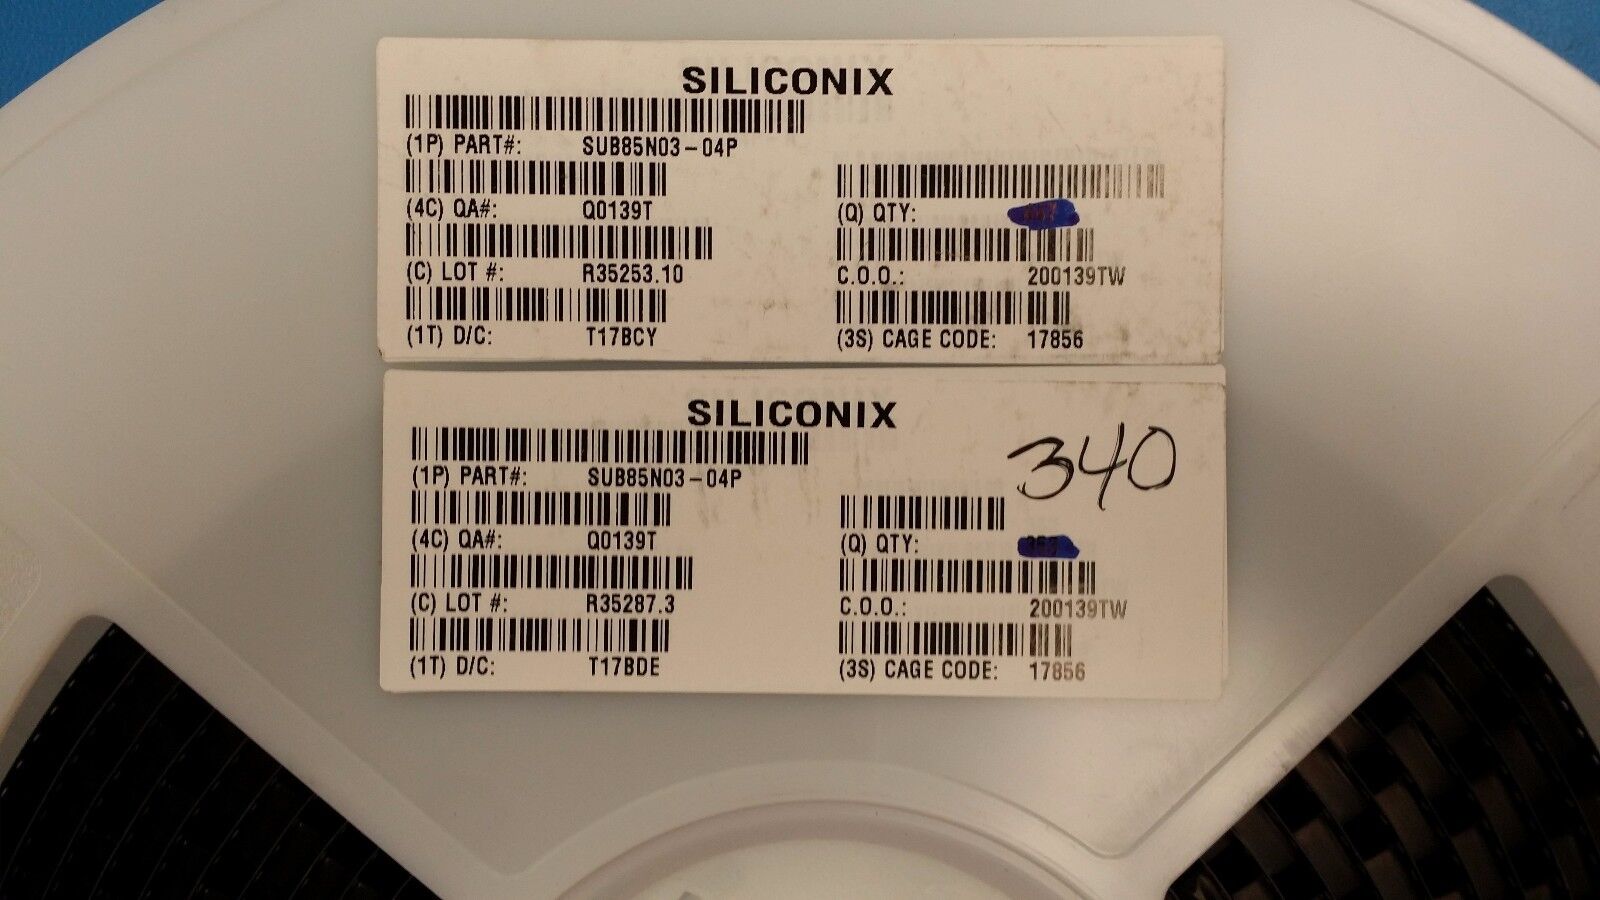 SILICONIX
(1P) PART#: SUB85N03-04P
(4C) QA#: Q0139T
(Q) QTY:
(C) LOT #: R35253.10
C.O.O.: 200139TW
(1T) D/C: T17BCY
(3S) CAGE CODE: 17856
SILICONIX
340
(1P) PART#: SUB85N03-04P
(4C) QA#: Q0139T
(Q) QTY:
(C) LOT #: R35287.3
C.O.O.: 200139TW
(1T) D/C: T17BDE
(3S) CAGE CODE: 17856